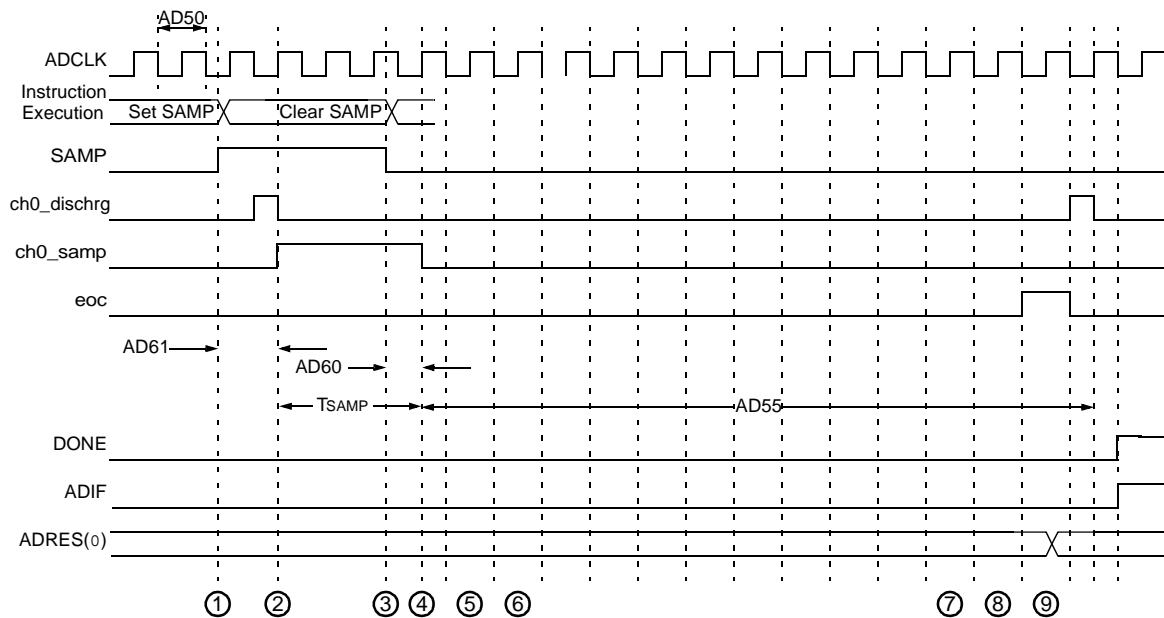 AD50
ADCLK
Instruction
Execution
Set SAMP
Clear SAMP
SAMP
ch0_dischrg
ch0_samp
eoc
AD61
AD60
TSAMP
AD55
DONE
ADIF
ADRES(0)
1 2 3 4 5 6 7 8 9